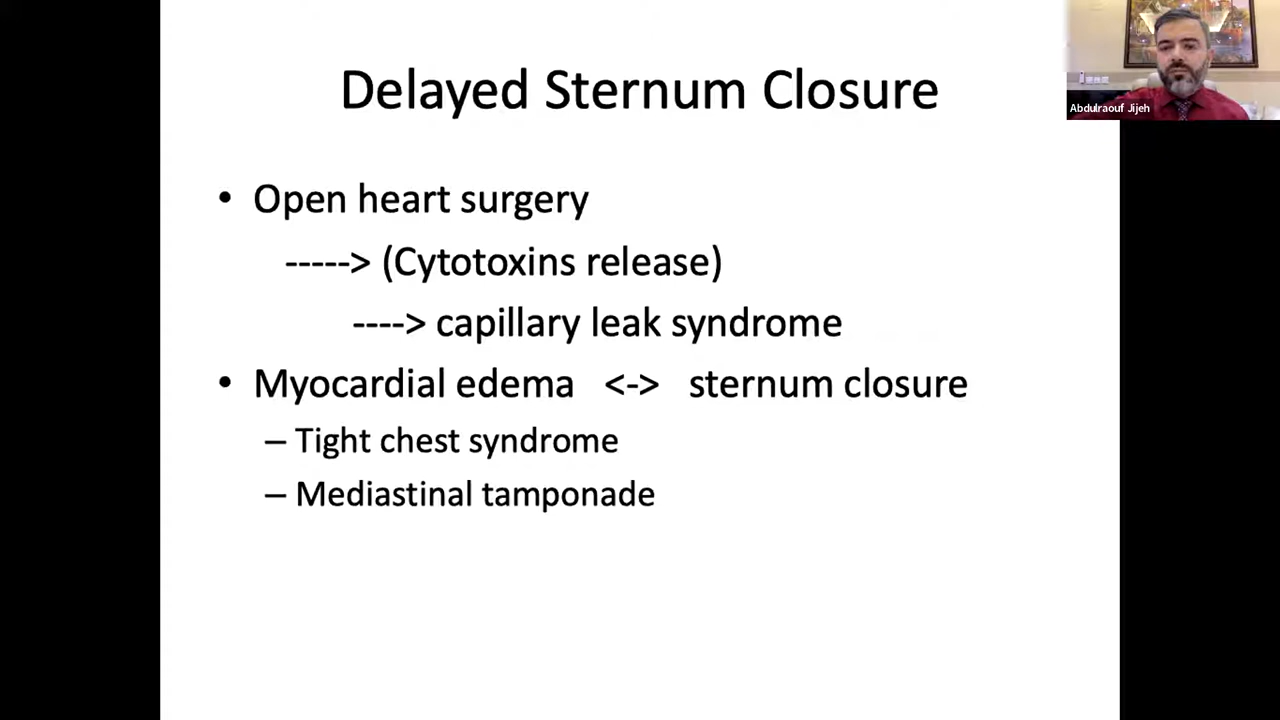 Delayed Sternum Closure
Abdulraouf Jijeh
• Open heart surgery
-----> (Cytotoxins release)
----> capillary leak syndrome
• Myocardial edema <-> sternum closure
– Tight chest syndrome
– Mediastinal tamponade